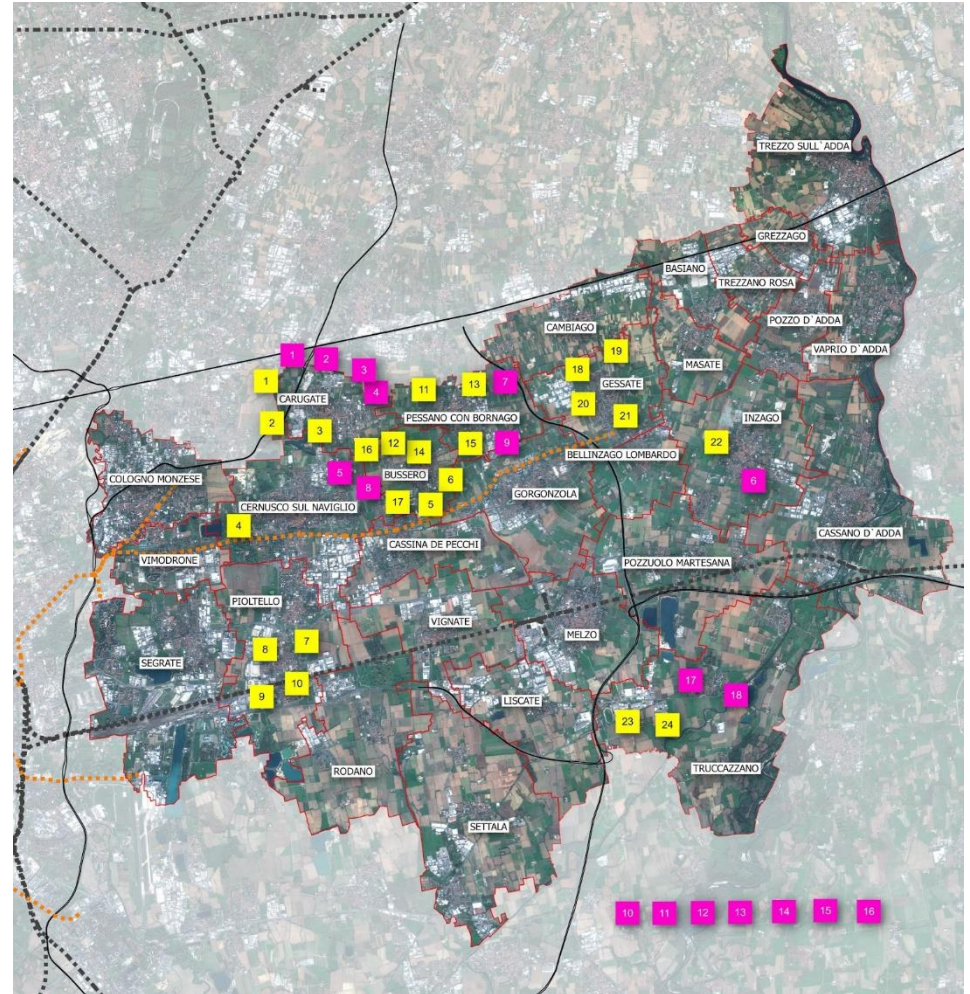 TREZZO SULL`ADDA
GREZZAGO
BASIANO
TREZZANO ROSA
POZZO D`ADDA
CAMBIAGO
VAPRIO D`ADDA
1
2
19
3
MASATE
18
1
7
GESSATE
13
4
11
CARUGATE
20
21
INZAGO
PESSANO CON BORNAGO
2
3
22
12
15
9
16
14
BELLINZAGO LOMBARDO
5
BUSSERO
COLOGNO MONZESE
6
6
8
GORGONZOLA
17
5
CERNUSCO SUL NAVIGLIO
4
CASSANO D`ADDA
CASSINA DE PECCHI
VIMODRONE
POZZUOLO MARTESANA
PIOLTELLO
VIGNATE
MELZO
7
8
SEGRATE
17
10
9
18
LISCATE
23
24
RODANO
TRUCCAZZANO
SETTALA
10 11 12 13 14 15 16